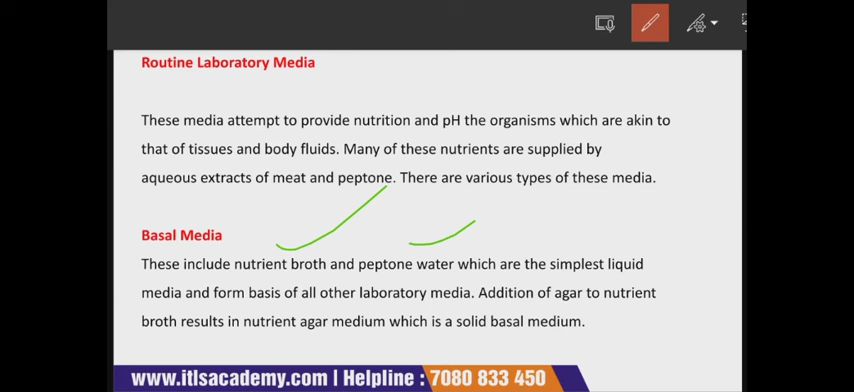 Routine Laboratory Media
These media attempt to provide nutrition and pH the organisms which are akin to
that of tissues and body fluids. Many of these nutrients are supplied by
aqueous extracts of meat and peptone. There are various types of these media.
Basal Media
These include nutrient broth and peptone water which are the simplest liquid
media and form basis of all other laboratory media. Addition of agar to nutrient
broth results in nutrient agar medium which is a solid basal medium.
www.itlsacademy.com | Helpline : 7080 833 450